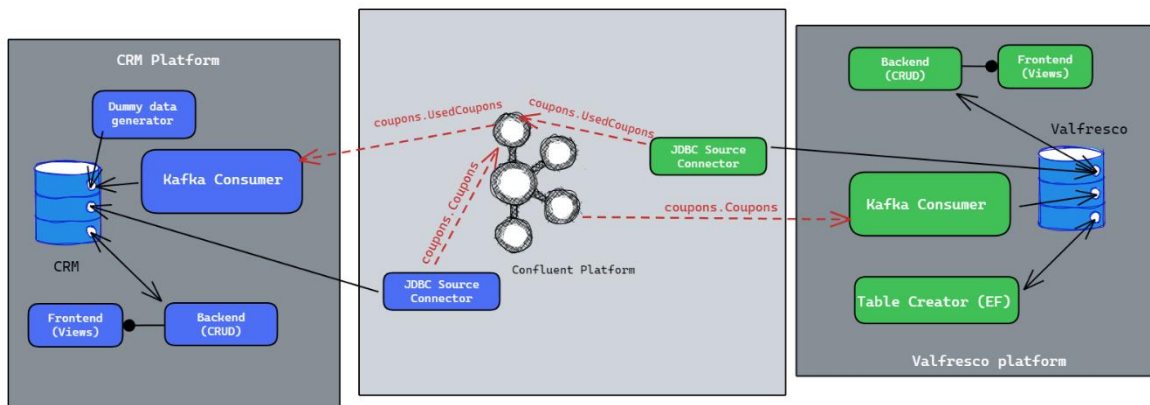 CRM Platform
Dummy data
generator
Kafka Consumer
CRM
Frontend
(Views)
Backend
(CRUD)
coupons.UsedCoupons
coupons.UsedCoupons
coupons.Coupons
JDBC Source
Connector
coupons.Coupons
Confluent Platform
JDBC Source
Connector
Backend
(CRUD)
Frontend
(Views)
Valfresco
Kafka Consumer
Table Creator (EF)
Valfresco platform